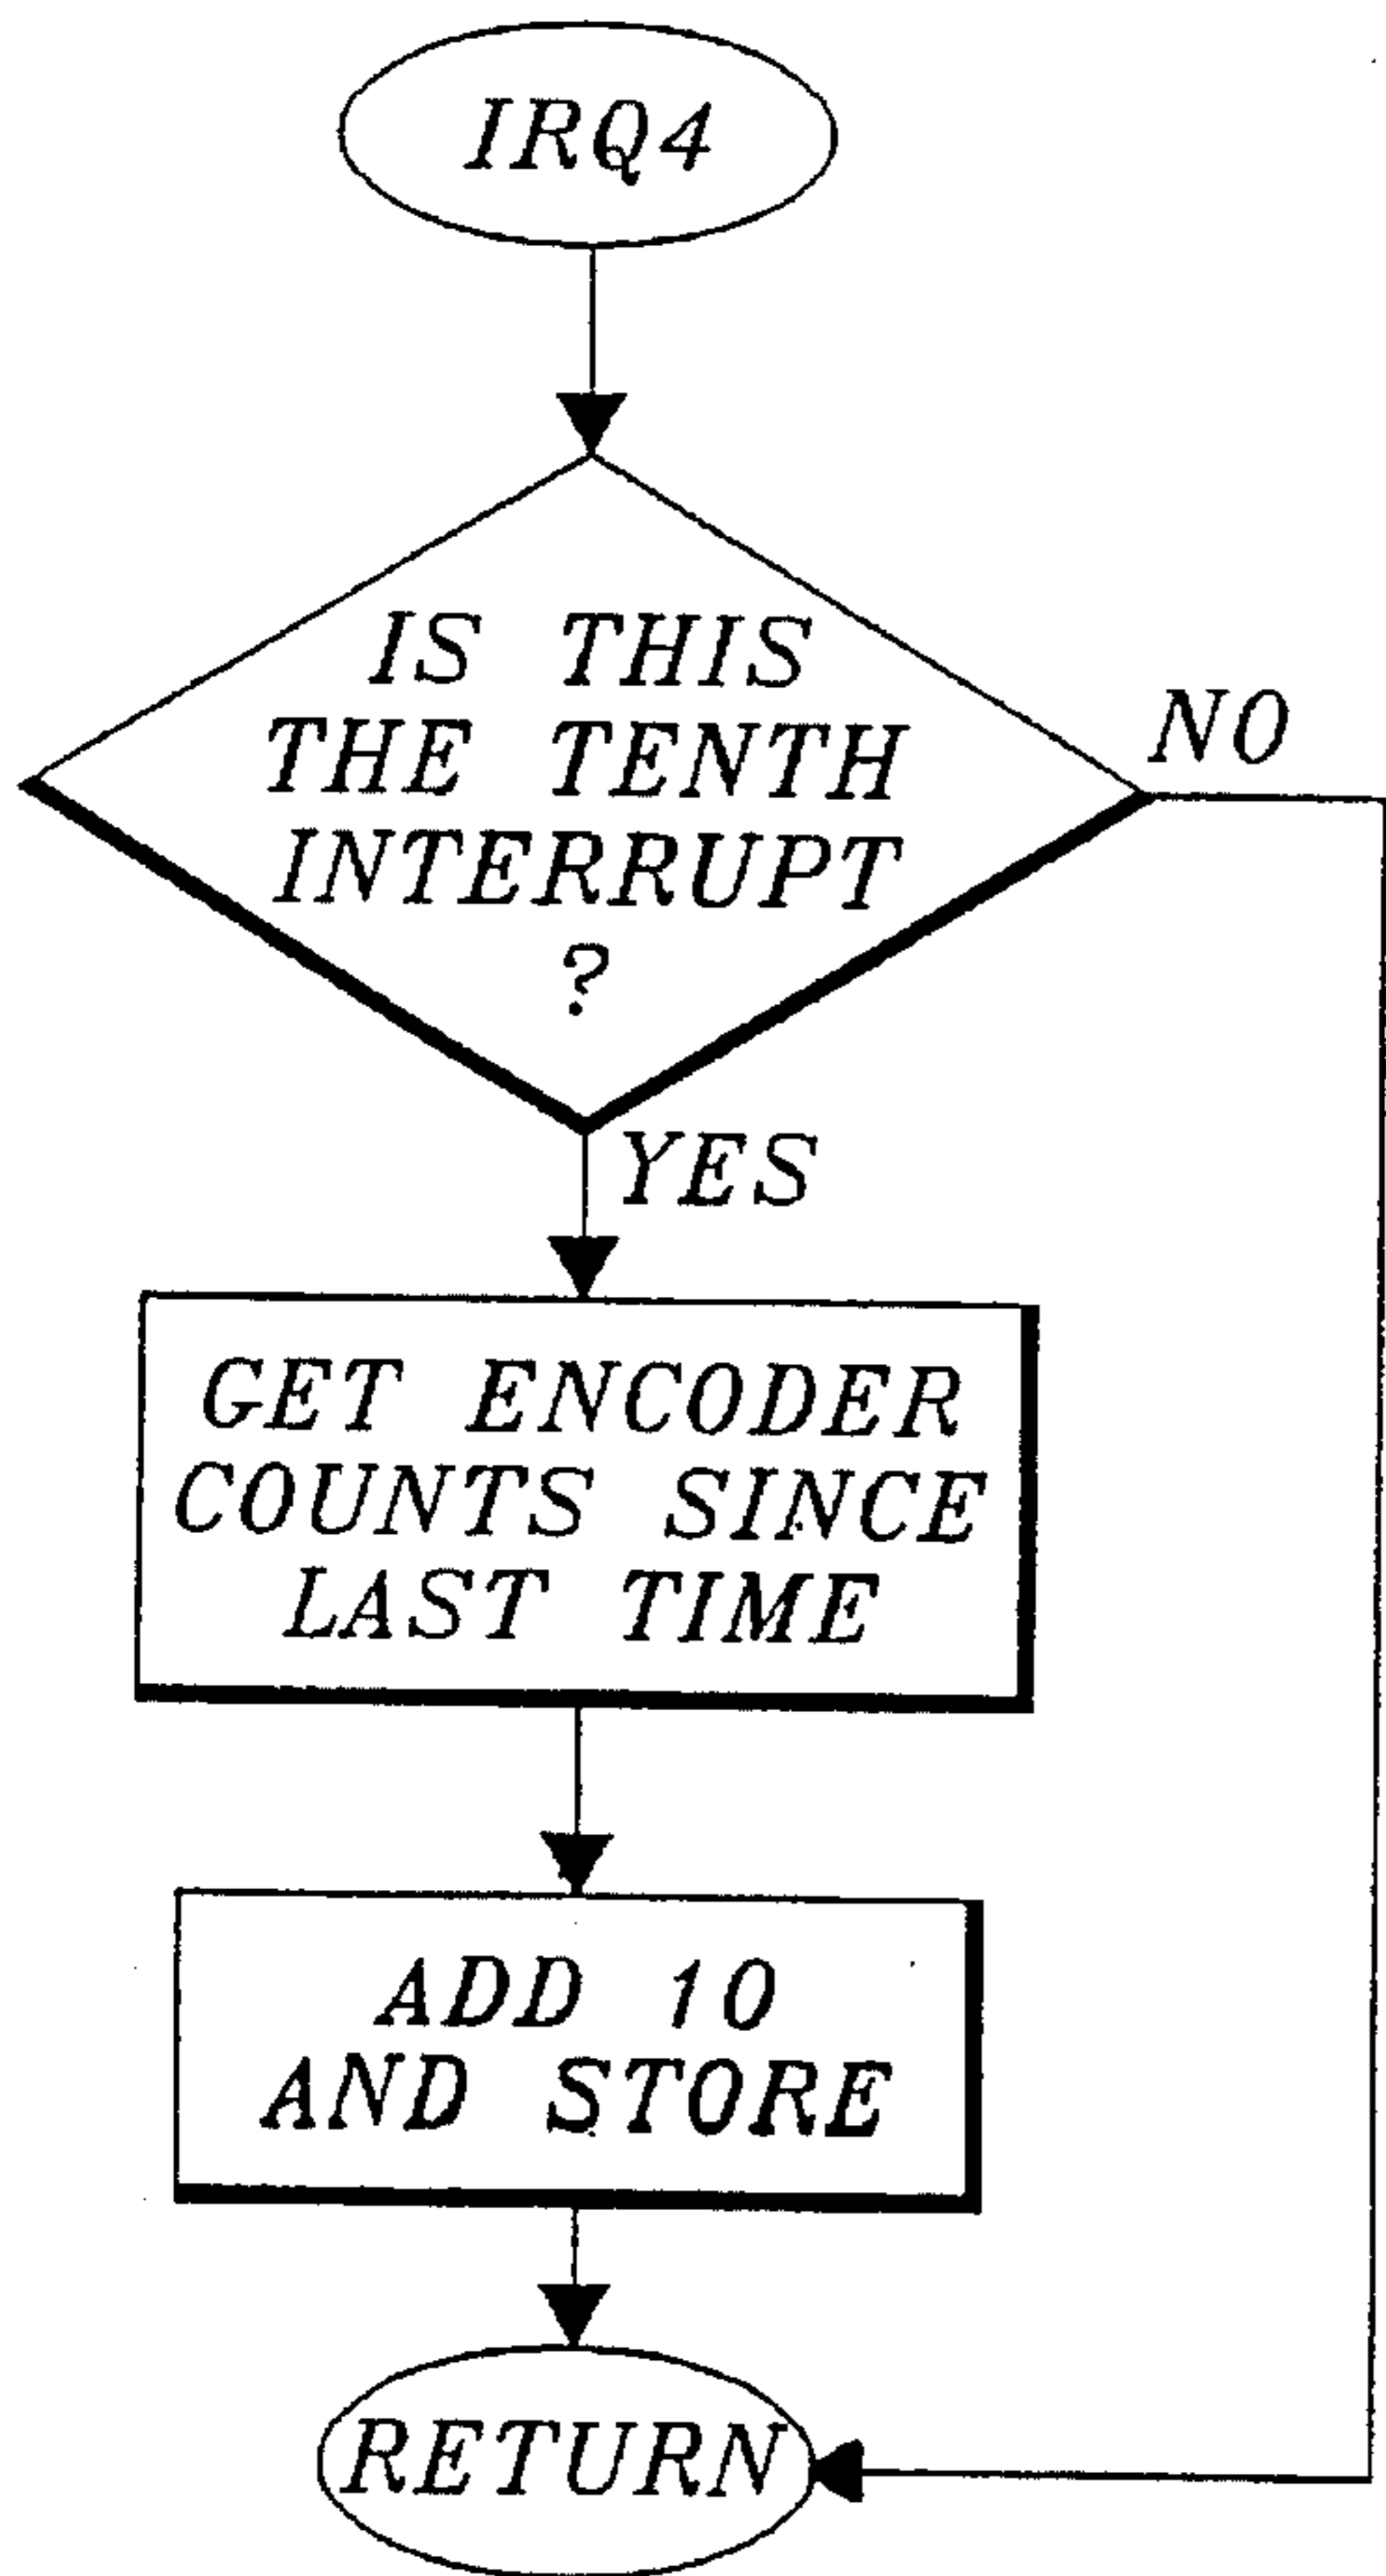 IRQ4
IS THIS
THE TENTH
INTERRUPT
?
NO
YES
GET ENCODER
COUNTS SINCE
LAST TIME
ADD 10
AND STORE
RETURN